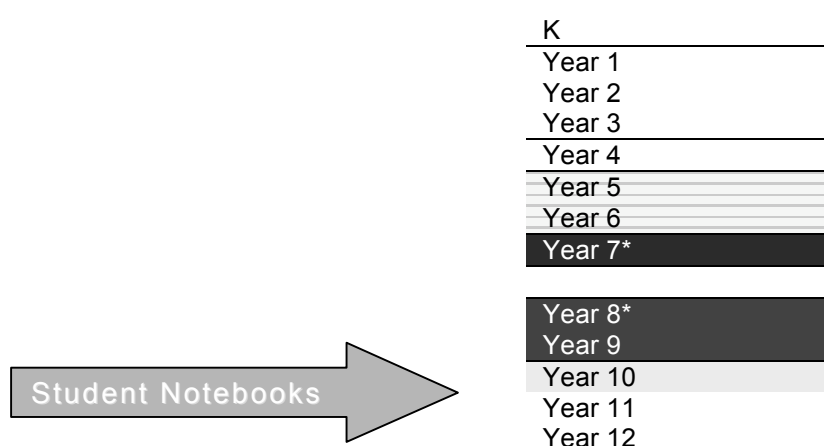 K
Year 1
Year 2
Year 3
Year 4
Year 5
Year 6
Year 7*
Year 8*
Year 9
Student Notebooks
Year 10
Year 11
Year 12